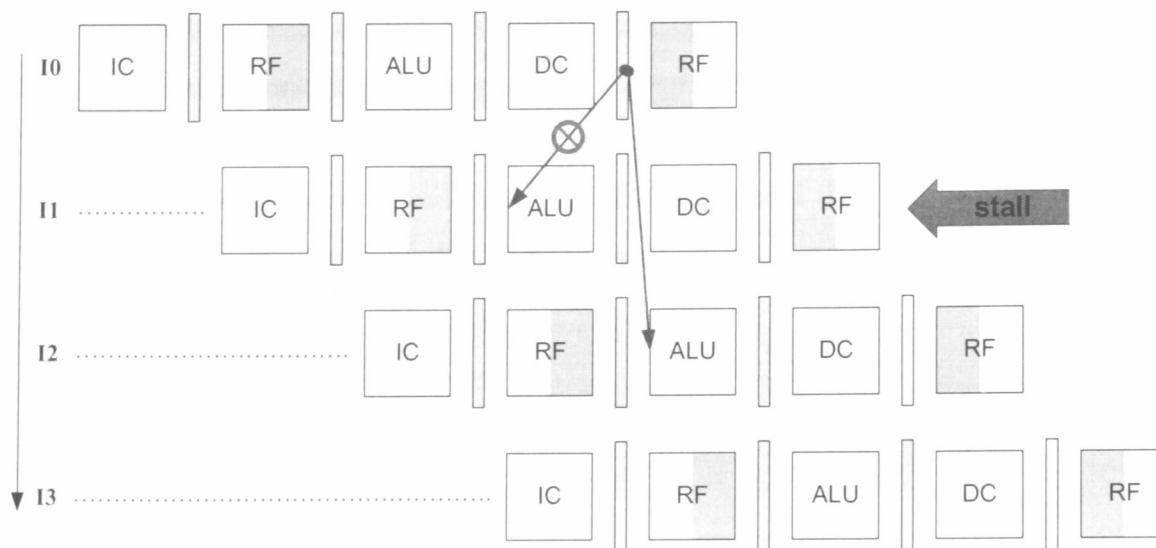 I0 IC RF ALU DC RF
I1 IC RF ALU DC RF stall
I2 IC RF ALU DC RF
I3 IC RF ALU DC RF